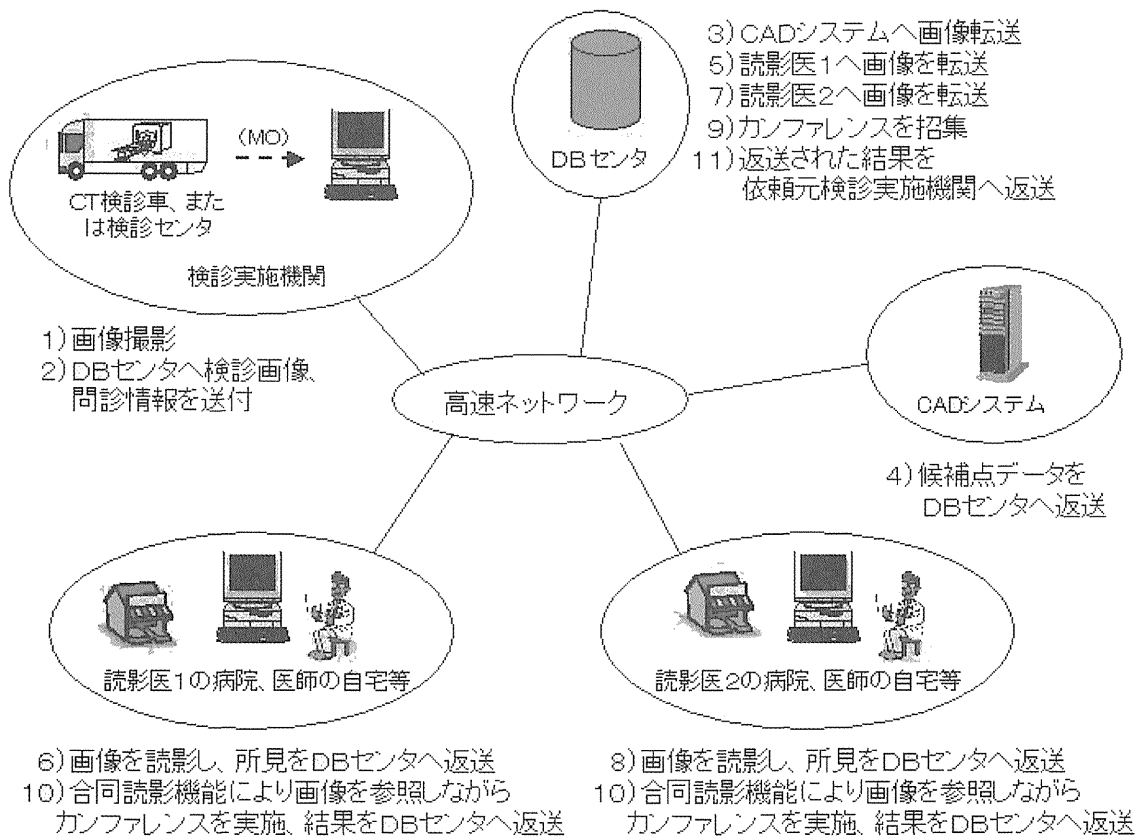 3)CADシステムへ画像転送
5)読影医1へ画像を転送
7)読影医2へ画像を転送
9)カンファレンスを招集
11)返送された結果を
依頼元検診実施機関へ返送
DBセンタ
(MO)
CT検診車、また
は検診センタ
検診実施機関
1)画像撮影
2)DBセンタへ検診画像、
問診情報を送付
高速ネットワーク
CADシステム
4)候補点データを
DBセンタへ返送
読影医1の病院、医師の自宅等
読影医2の病院、医師の自宅等
6)画像を読影し、所見をDBセンタへ返送
10)合同読影機能により画像を参照しながら
カンファレンスを実施、結果をDBセンタへ返送
8)画像を読影し、所見をDBセンタへ返送
10)合同読影機能により画像を参照しながら
カンファレンスを実施、結果をDBセンタへ返送